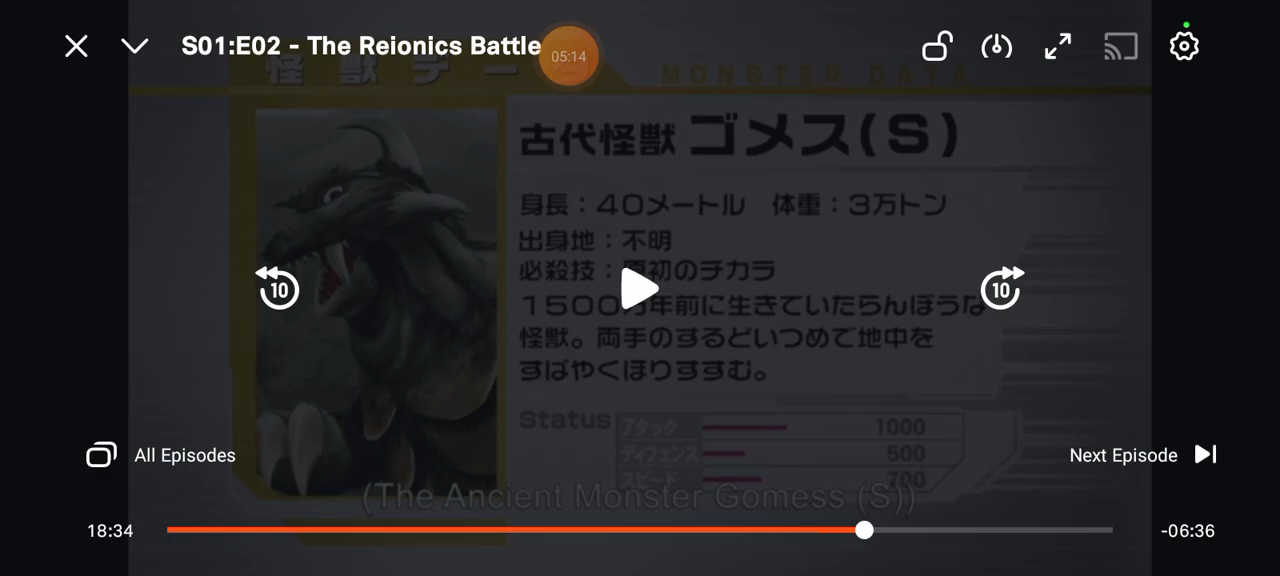 S01:E02 - The Reionics Battle
05:14
怪獣データ
MONSTER DATA
古代怪獣 ゴメス(S)
身長：40メートル 体重：3万トン
出身地：不明
必殺技：原初のチカラ
10
10
1500万年前に生きていたらんぼうな
怪獣。両手のするどいつめで地中を
すばやくほりすすむ。
Status
アタック 1000
ディフェンス 500
スピード 700
All Episodes
Next Episode
(The Ancient Monster Gomess (S))
18:34
-06:36